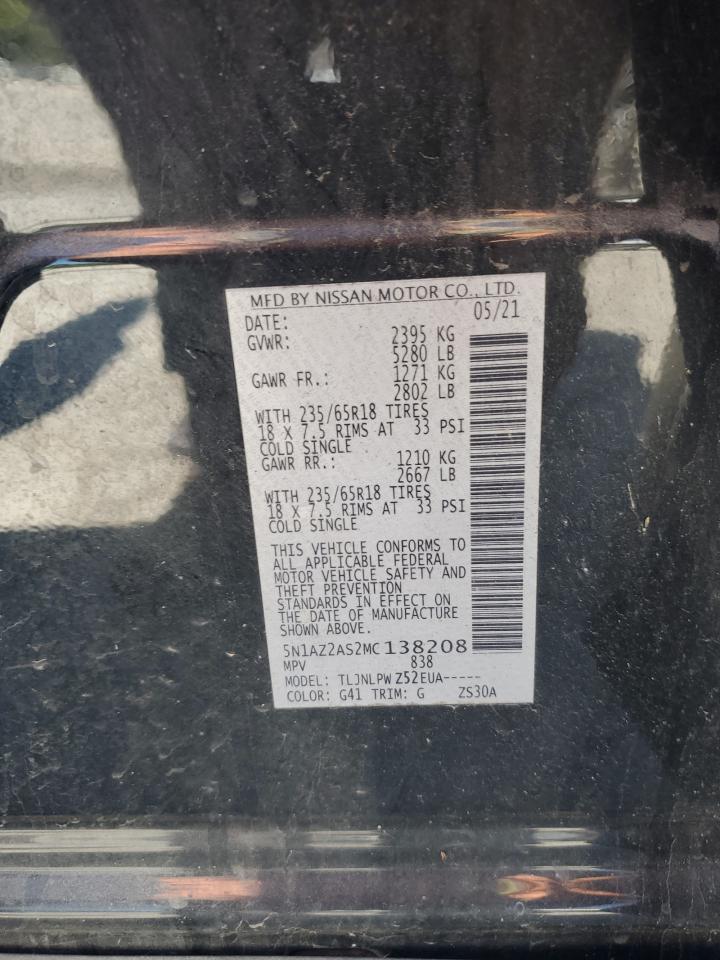 MFD BY NISSAN MOTOR CO., LTD.
DATE: 05/21
GVWR: 2395 KG
5280 LB
GAWR FR.: 1271 KG
2802 LB
WITH 235/65R18 TIRES
18 X 7.5 RIMS AT 33 PSI
COLD SINGLE
GAWR RR.: 1210 KG
2667 LB
WITH 235/65R18 TIRES
18 X 7.5 RIMS AT 33 PSI
COLD SINGLE
THIS VEHICLE CONFORMS TO
ALL APPLICABLE FEDERAL
MOTOR VEHICLE SAFETY AND
THEFT PREVENTION
STANDARDS IN EFFECT ON
THE DATE OF MANUFACTURE
SHOWN ABOVE.
5N1AZ2AS2MC138208
MPV 838
MODEL: TLJNLPWZ52EUA-----
COLOR: G41 TRIM: G ZS30A